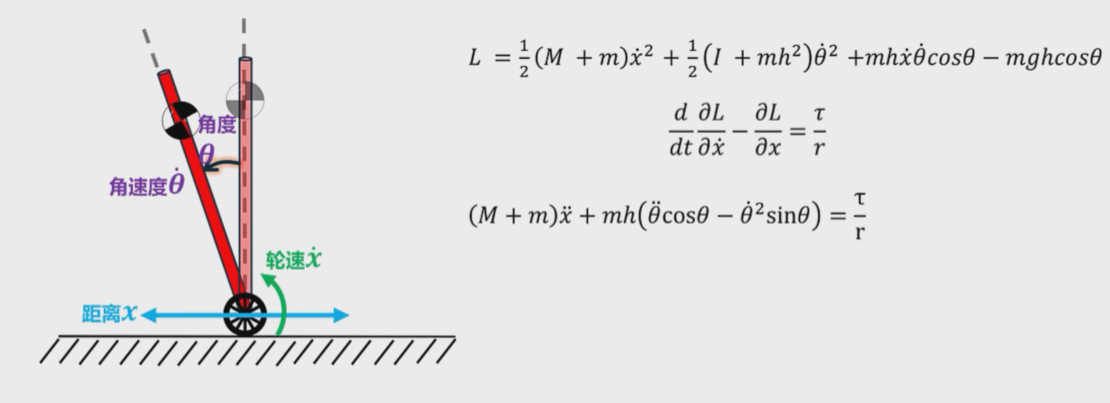 L = 1/2 (M + m)ẋ² + 1/2 (I + mh²)θ̇² + mhẋθ̇cosθ − mghcosθ
d/dt ∂L/∂ẋ − ∂L/∂x = τ/r
(M + m)ẍ + mh(θ̈cosθ − θ̇²sinθ) = τ/r
角度
θ
角速度θ̇
轮速ẋ
距离x